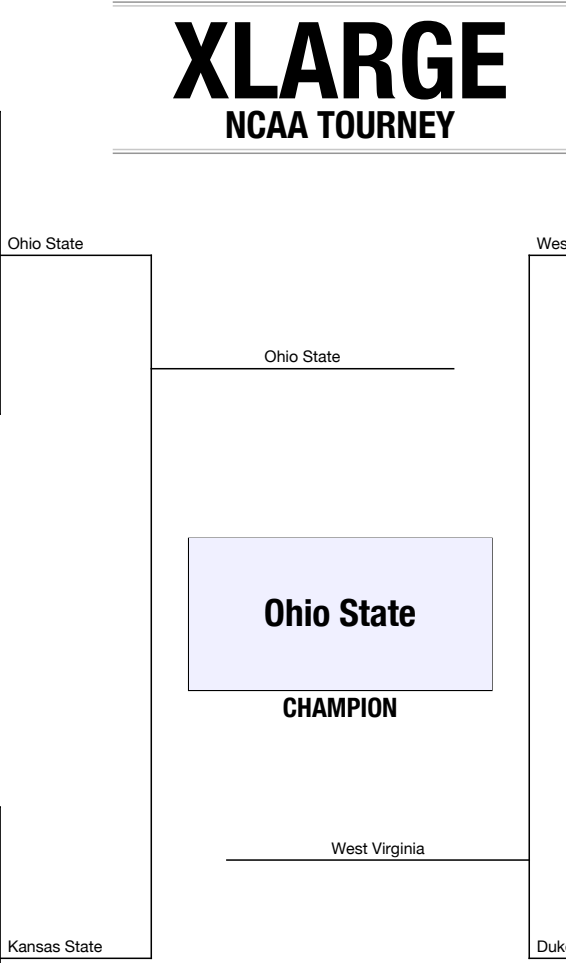 XLARGE
NCAA TOURNEY
Ohio State
Ohio State
Ohio State
CHAMPION
West Virginia
Kansas State